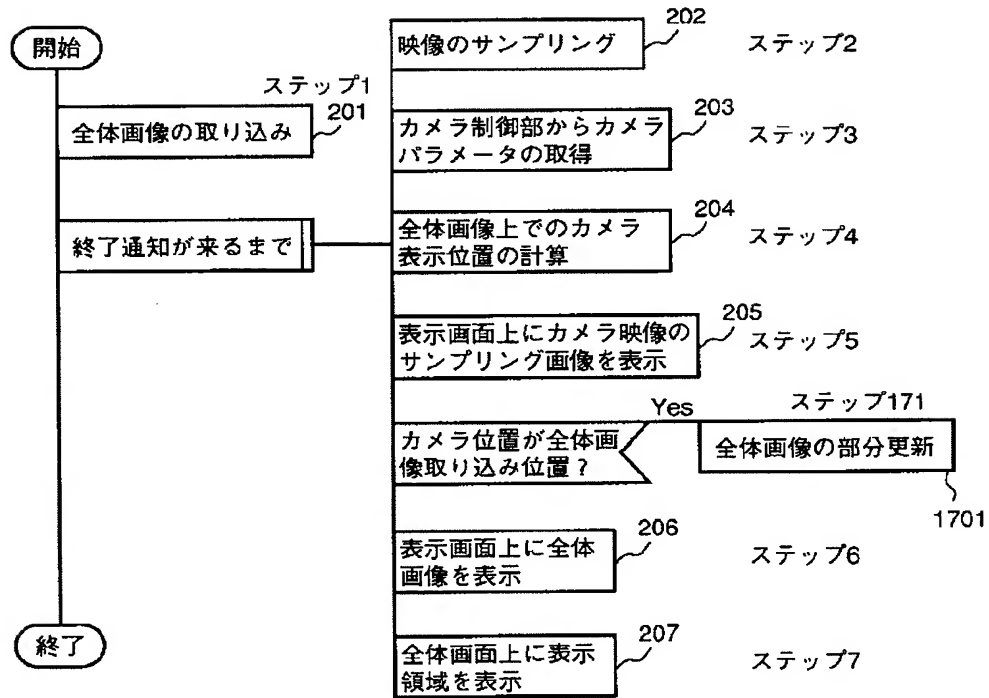 開始
ステップ1
201
全体画像の取り込み
終了通知が来るまで
終了
202
映像のサンプリング
ステップ2
203
カメラ制御部からカメラ
パラメータの取得
ステップ3
204
全体画像上でのカメラ
表示位置の計算
ステップ4
205
表示画面上にカメラ映像の
サンプリング画像を表示
ステップ5
カメラ位置が全体画
像取り込み位置?
Yes
ステップ171
全体画像の部分更新
1701
206
表示画面上に全体
画像を表示
ステップ6
207
全体画面上に表示
領域を表示
ステップ7